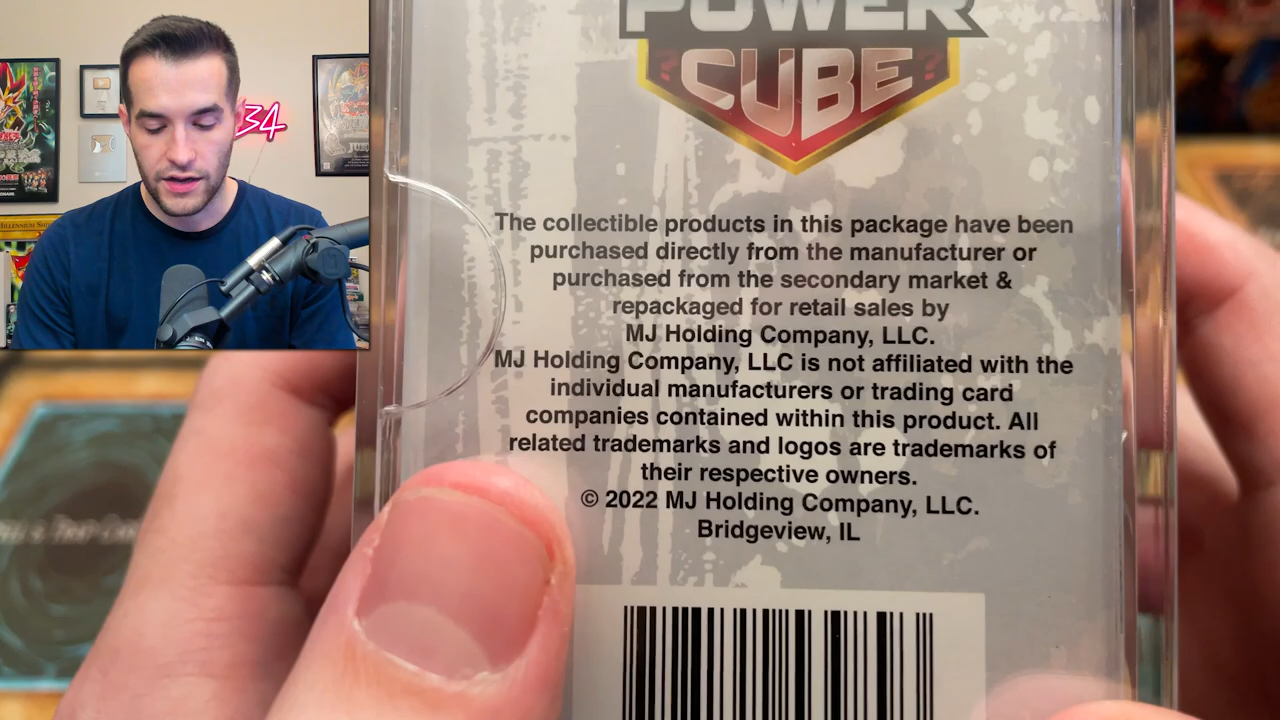 POWER
CUBE
34
MILLENNIUM
The collectible products in this package have been
purchased directly from the manufacturer or
purchased from the secondary market &
repackaged for retail sales by
MJ Holding Company, LLC.
MJ Holding Company, LLC is not affiliated with the
individual manufacturers or trading card
companies contained within this product. All
related trademarks and logos are trademarks of
their respective owners.
© 2022 MJ Holding Company, LLC.
Bridgeview, IL